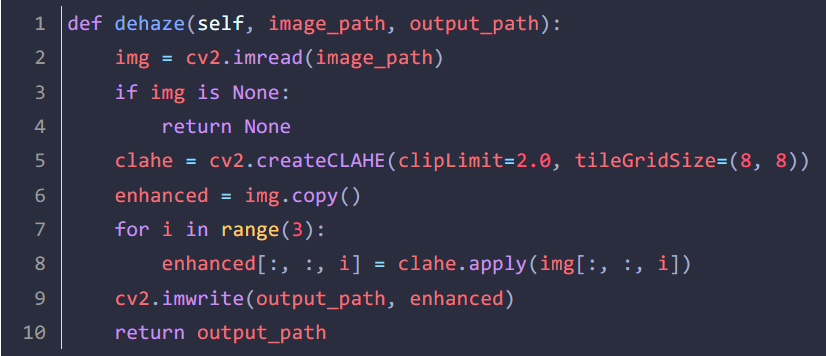 1 def dehaze(self, image_path, output_path):
2     img = cv2.imread(image_path)
3     if img is None:
4         return None
5     clahe = cv2.createCLAHE(clipLimit=2.0, tileGridSize=(8, 8))
6     enhanced = img.copy()
7     for i in range(3):
8         enhanced[:, :, i] = clahe.apply(img[:, :, i])
9     cv2.imwrite(output_path, enhanced)
10     return output_path